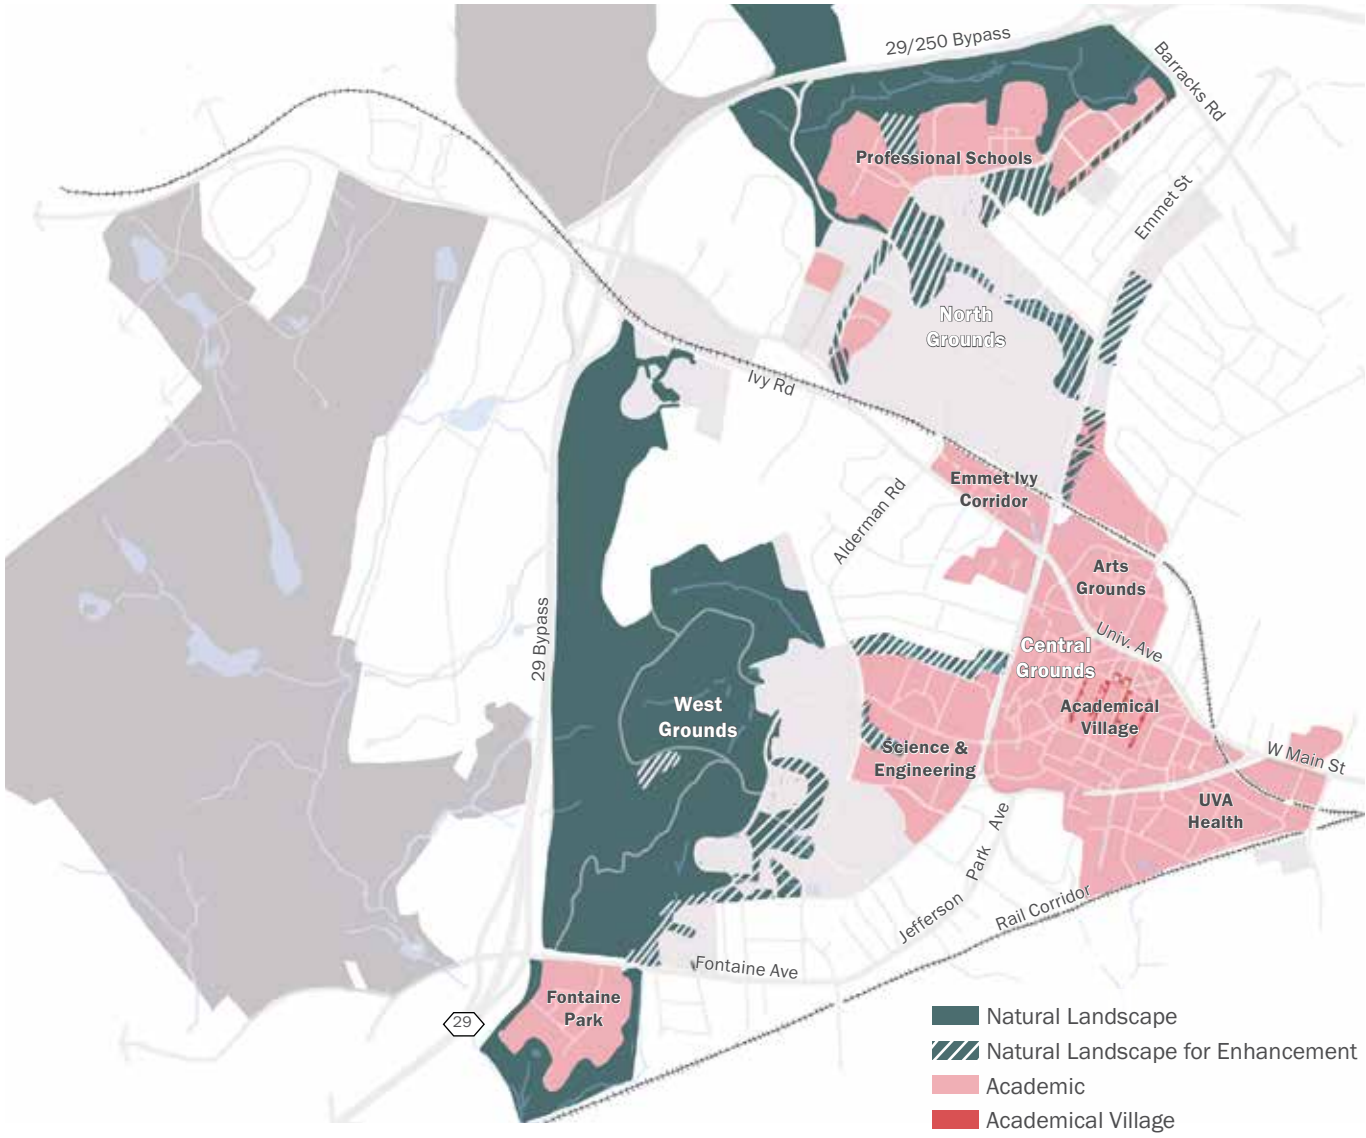 29/250 Bypass
Barracks Rd
Professional Schools
Emmet St
North
Grounds
Ivy Rd
Emmet Ivy
Corridor
Alderman Rd
Arts
Grounds
29 Bypass
Univ. Ave
Central
Grounds
West
Grounds
Academical
Village
Science &
Engineering
W Main St
UVA
Health
Jefferson Park Ave
Rail Corridor
Fontaine Ave
Fontaine
Park
29
Natural Landscape
Natural Landscape for Enhancement
Academic
Academical Village